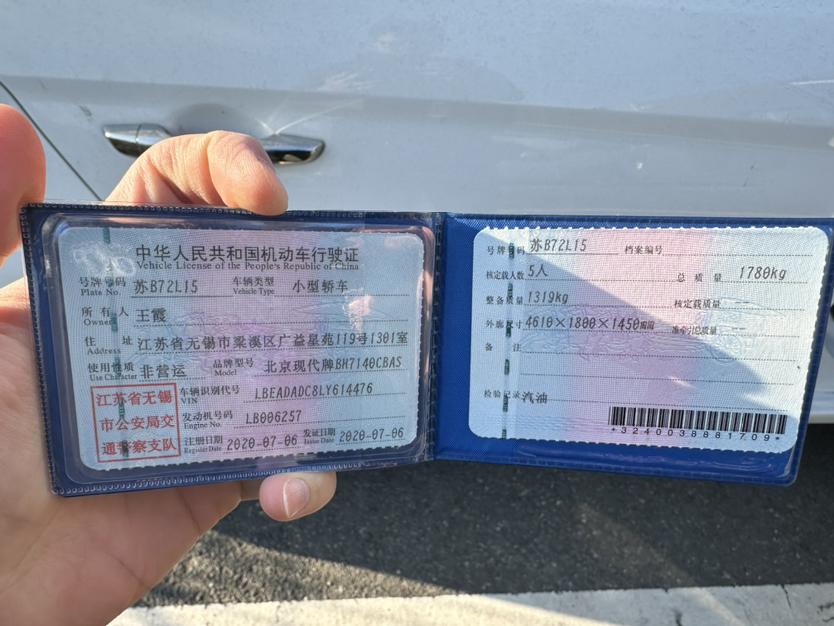 中华人民共和国机动车行驶证
Vehicle License of the People's Republic of China
号牌号码 苏B72L15 车辆类型 小型轿车
Plate No. Vehicle Type
所有人 王霞
Owner
住址 江苏省无锡市梁溪区广益星苑119号1301室
Address
使用性质 非营运 品牌型号 北京现代牌BH7140CBAS
Use Character Model
江苏省无锡
市公安局交
通警察支队
车辆识别代号 LBEADADC8LY614476
VIN
发动机号码 LB006257
Engine No.
注册日期 2020-07-06 发证日期 2020-07-06
Register Date Issue Date
号牌号码 苏B72L15 档案编号
核定载人数 5人 总质量 1780kg
整备质量 1319kg 核定载质量
外廓尺寸 4610×1800×1450mm 准牵引总质量 --
备注
检验记录 汽油
*3240038881709*